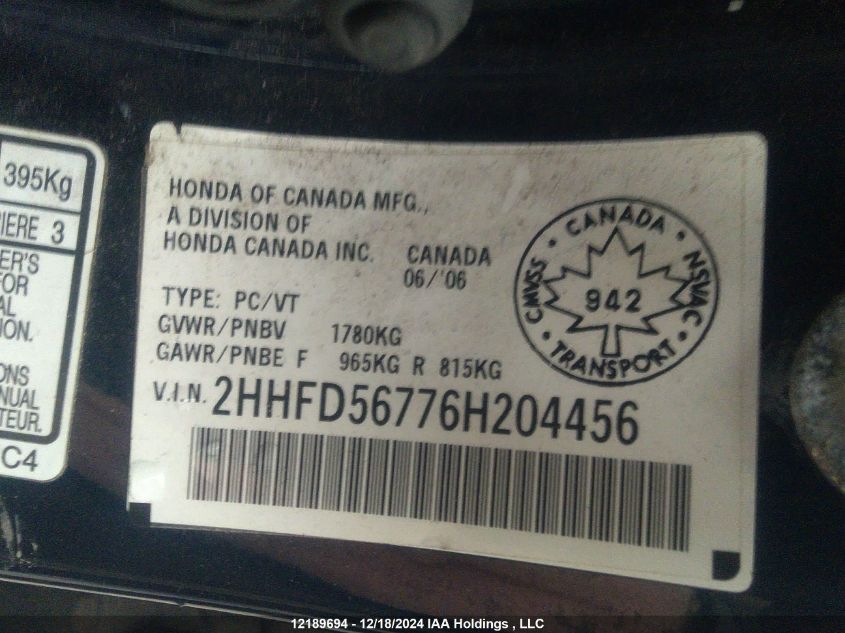 395Kg
IERE 3
ER'S
FOR
AL
ION.
ONS
NUAL
TEUR.
C4
HONDA OF CANADA MFG.,
A DIVISION OF
HONDA CANADA INC. CANADA
06/'06
TYPE: PC/VT
GVWR/PNBV 1780KG
GAWR/PNBE F 965KG R 815KG
V.I.N. 2HHFD56776H204456
CANADA
CMVSS
NSVAC
942
TRANSPORT
12189694 - 12/18/2024 IAA Holdings , LLC